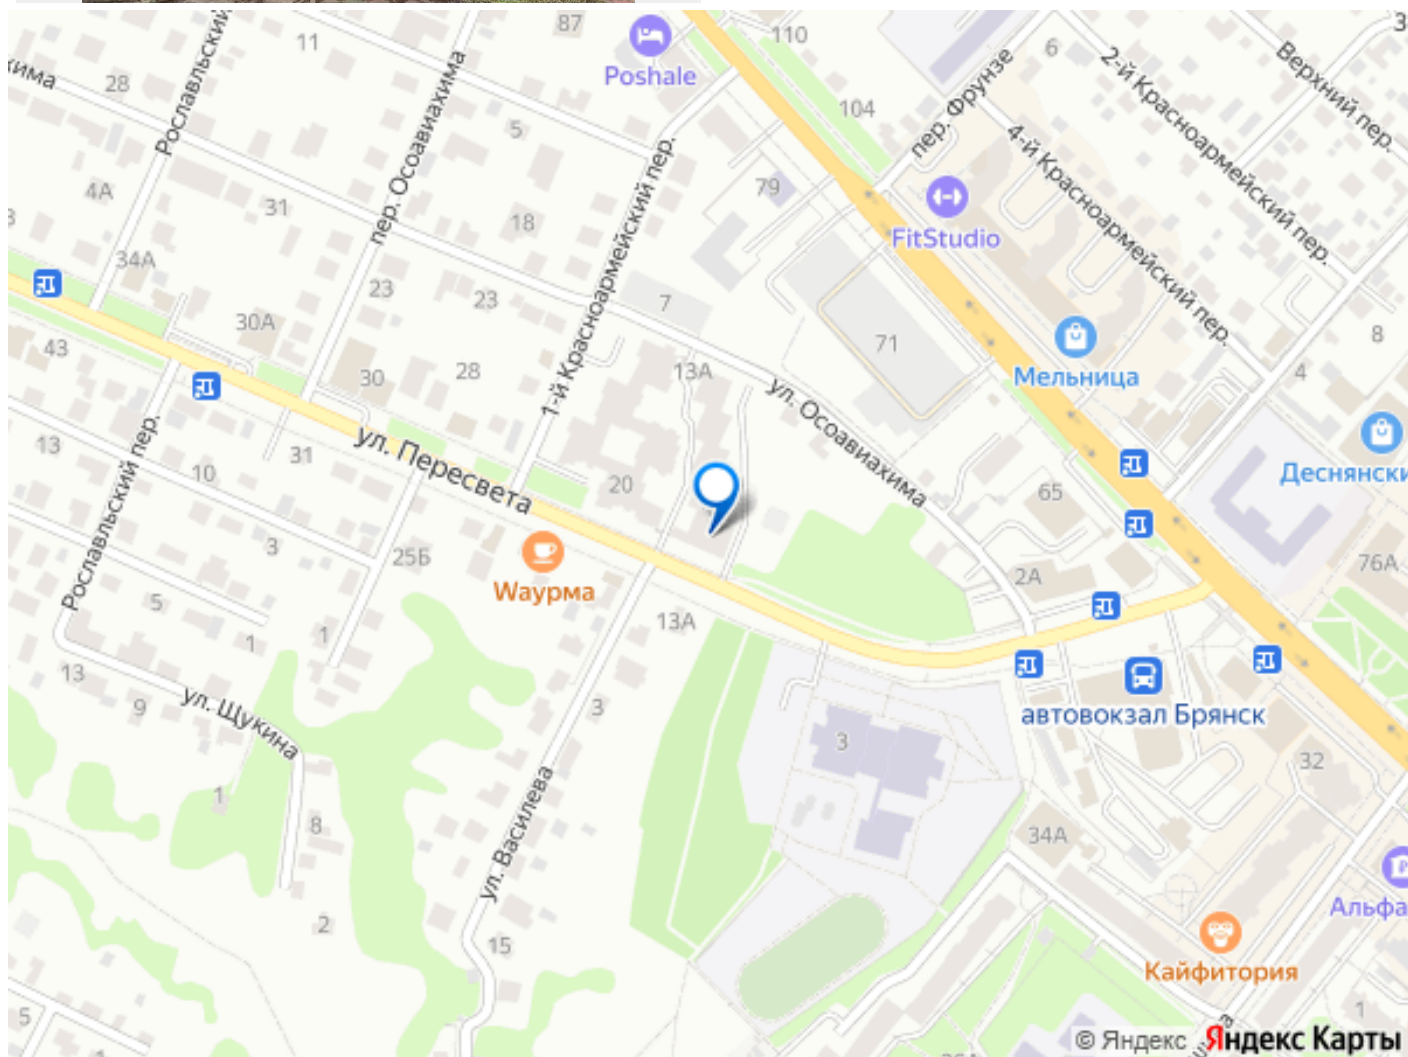 87
110
11
Poshale
6
Верхний пер.
2-й Красноармейский пер.
28
Рославльский
пер. Осоавиахима
5
104
пер. Фрунзе
4-й Красноармейский пер.
79
4А
31
18
1-й Красноармейский пер.
FitStudio
34А
23
23
7
30А
43
71
8
30
28
13А
Мельница
4
ул. Осоавиахима
13
ул. Пересвета
31
10
20
65
Деснянски
Рославльский пер.
3
25Б
Wаурма
2А
76А
5
1
1
13А
13
9
ул. Щукина
3
3
автовокзал Брянск
32
1
8
ул. Василева
34А
2
15
Альфа
Кайфитория
5
1
© Яндекс Яндекс Карты